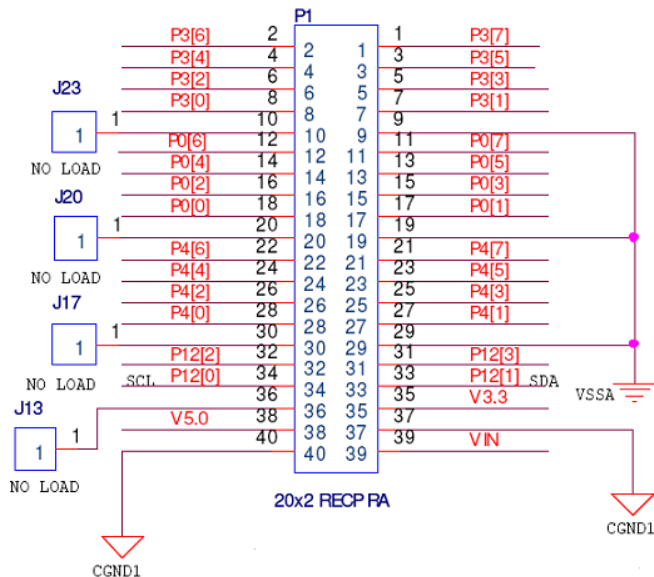 P1
P3[6] 2 1 P3[7]
2 1
P3[4] 4 3 P3[5]
4 3
P3[2] 6 5 P3[3]
6 5
J23 P3[0] 8 7 P3[1]
8 7
1 10 9
1 10 9
P0[6] 12 11 P0[7]
NO LOAD 12 11
P0[4] 14 13 P0[5]
14 13
P0[2] 16 15 P0[3]
J20 16 15
P0[0] 18 17 P0[1]
18 17
1 20 19
1 20 19
P4[6] 22 21 P4[7]
NO LOAD 22 21
P4[4] 24 23 P4[5]
24 23
P4[2] 26 25 P4[3]
J17 26 25
P4[0] 28 27 P4[1]
28 27
1 30 29
1 30 29
P12[2] 32 31 P12[3]
32 31
P12[0] 34 33 P12[1]
NO LOAD SCL 34 33 SDA VSSA
36 35 V3.3
J13 36 35
V5.0 38 37
1 38 37
40 39 VIN
1 40 39
NO LOAD
20x2 RECP RA
CGND1
CGND1